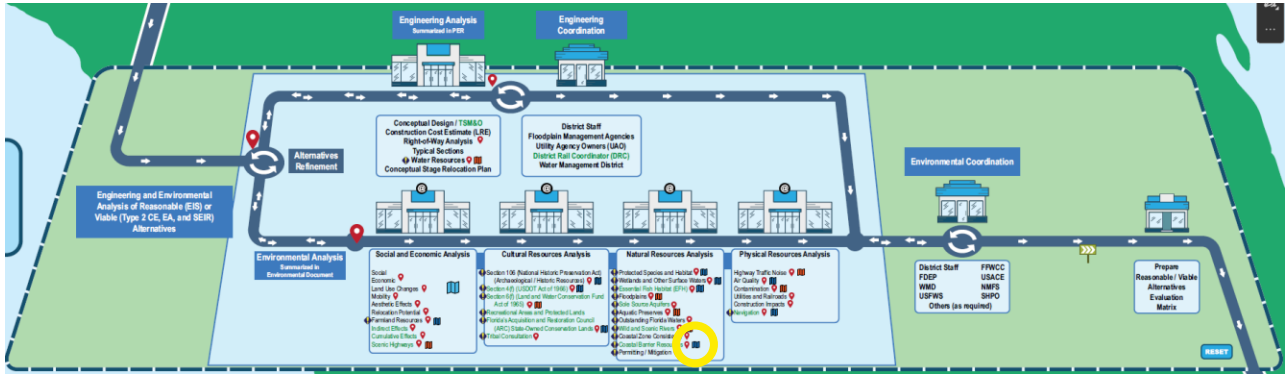 Engineering Analysis
Summarized in PER
Engineering
Coordination
Conceptual Design / TSM&O
Construction Cost Estimate (LRE)
Right-of-Way Analysis
Typical Sections
Water Resources
Conceptual Stage Relocation Plan
District Staff
Floodplain Management Agencies
Utility Agency Owners (UAO)
District Rail Coordinator (DRC)
Water Management District
Alternatives
Refinement
Engineering and Environmental
Analysis of Reasonable (EIS) or
Viable (Type 2 CE, EA, and SEIR)
Alternatives
Environmental Analysis
Summarized in
Environmental Document
Social and Economic Analysis
Social
Economic
Land Use Changes
Mobility
Aesthetic Effects
Relocation Potential
Farmland Resources
Indirect Effects
Cumulative Effects
Scenic Highways
Cultural Resources Analysis
Section 106 (National Historic Preservation Act)
(Archaeological / Historic Resources)
Section 4(f) (USDOT Act of 1966)
Section 6(f) (Land and Water Conservation Fund
Act of 1965)
Recreational Areas and Protected Lands
Florida's Acquisition and Restoration Council
(ARC) State-Owned Conservation Lands
Tribal Consultation
Natural Resources Analysis
Protected Species and Habitat
Wetlands and Other Surface Waters
Essential Fish Habitat (EFH)
Floodplains
Sole Source Aquifers
Aquatic Preserves
Outstanding Florida Waters
Wild and Scenic Rivers
Coastal Zone
Coastal Barrier
Permitting / Mitigation
Physical Resources Analysis
Highway Traffic Noise
Air Quality
Contamination
Utilities and Railroads
Construction Impacts
Navigation
Environmental Coordination
District Staff FFWCC
FDEP USACE
WMD NMFS
USFWS SHPO
Others (as required)
Prepare
Reasonable / Viable
Alternatives
Evaluation
Matrix
RESET